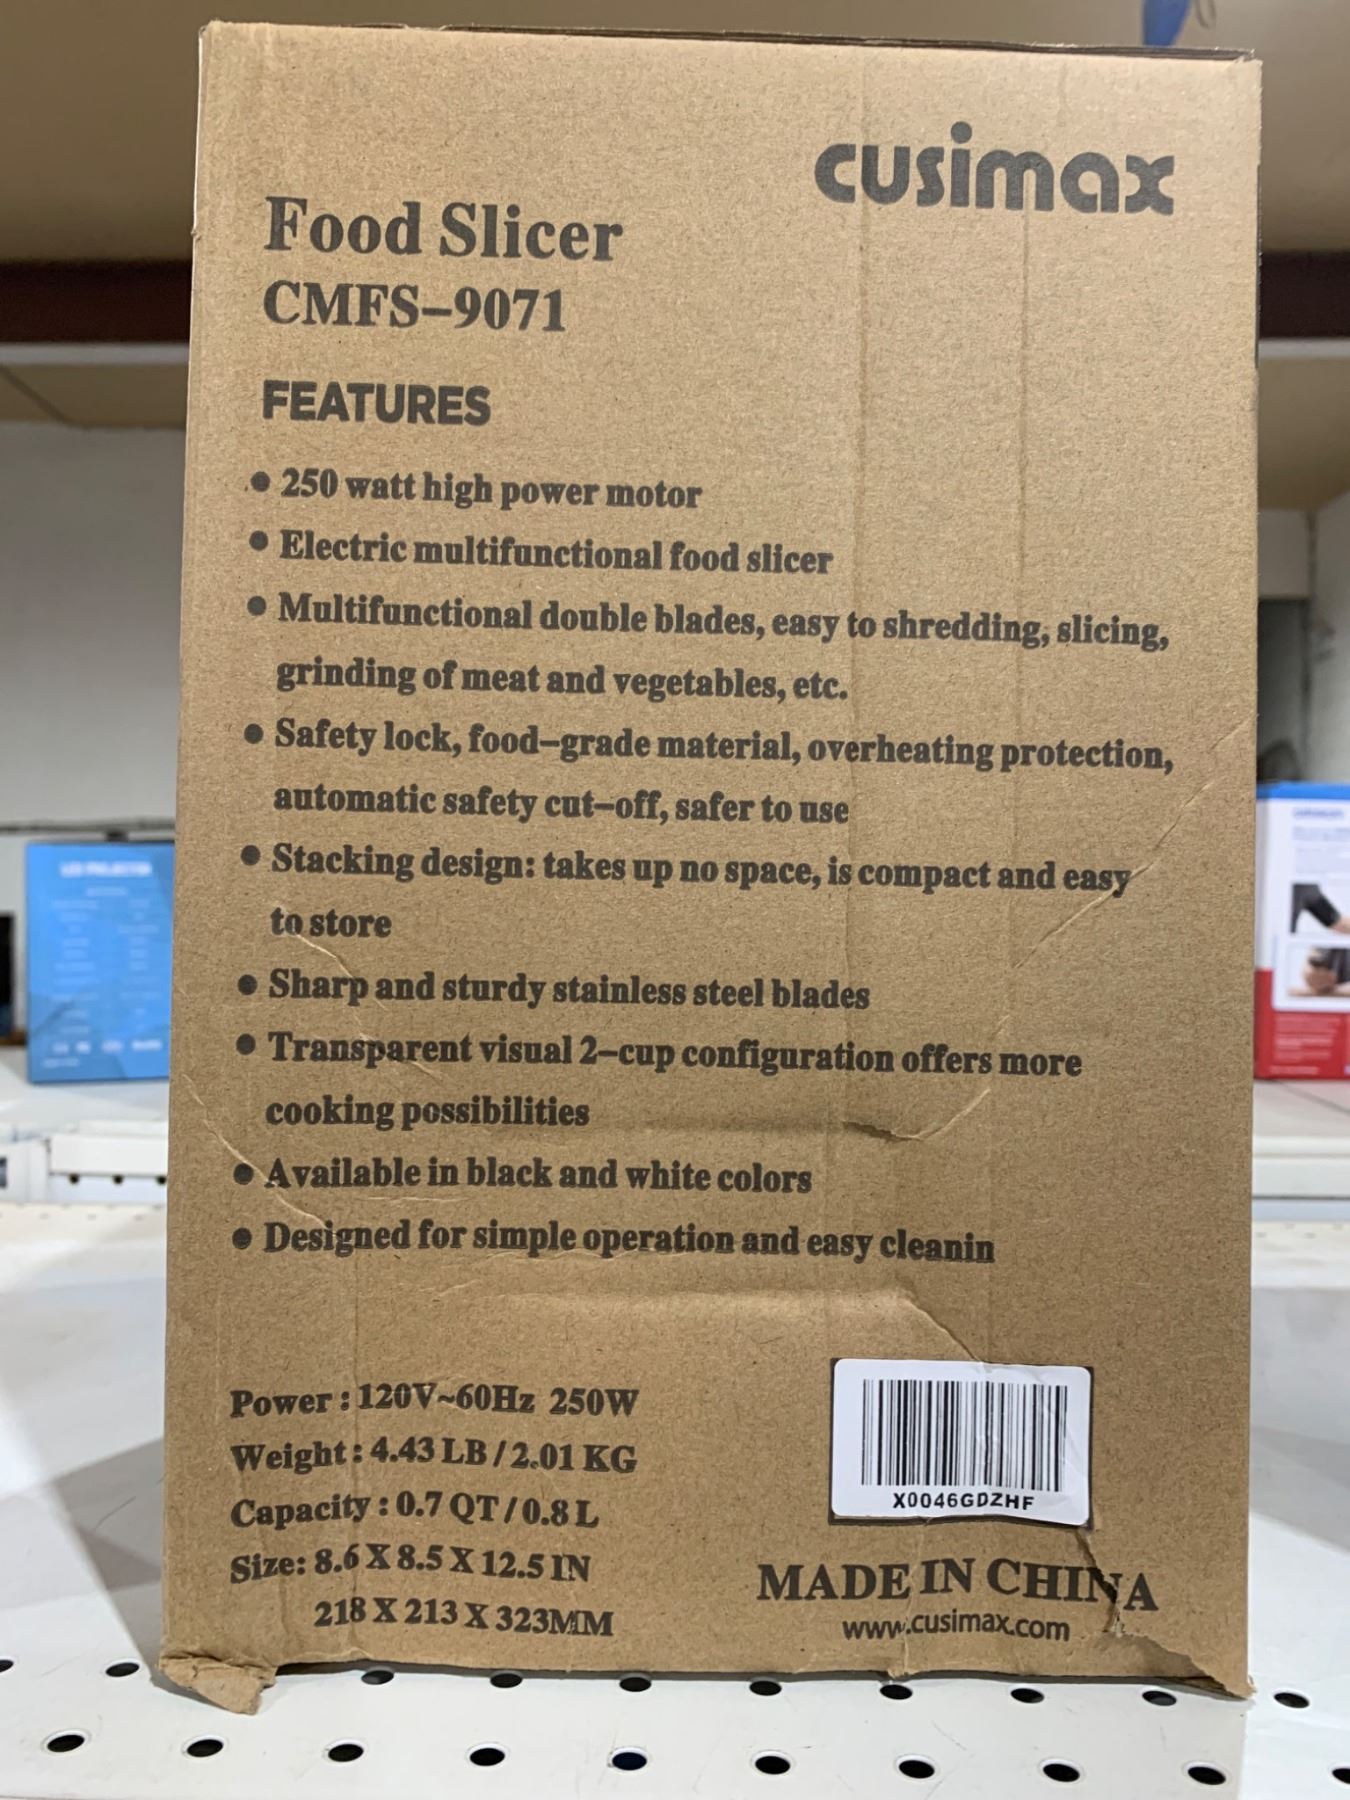 cusimax
Food Slicer
CMFS-9071
FEATURES
● 250 watt high power motor
● Electric multifunctional food slicer
● Multifunctional double blades, easy to shredding, slicing,
grinding of meat and vegetables, etc.
● Safety lock, food-grade material, overheating protection,
automatic safety cut-off, safer to use
● Stacking design: takes up no space, is compact and easy
to store
● Sharp and sturdy stainless steel blades
● Transparent visual 2-cup configuration offers more
cooking possibilities
● Available in black and white colors
● Designed for simple operation and easy cleanin
Power : 120V~60Hz 250W
Weight : 4.43 LB / 2.01 KG
Capacity : 0.7 QT / 0.8 L
Size: 8.6 X 8.5 X 12.5 IN
218 X 213 X 323MM
X0046GDZHF
MADE IN CHINA
www.cusimax.com
LCD PROJECTOR